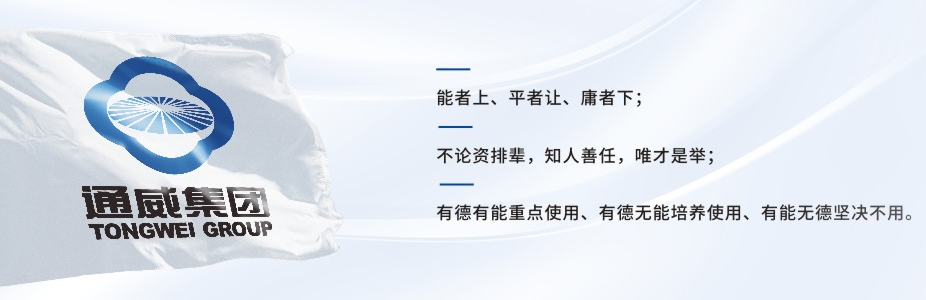 通威集团
TONGWEI GROUP
能者上、平者让、庸者下；
不论资排辈，知人善任，唯才是举；
有德有能重点使用、有德无能培养使用、有能无德坚决不用。